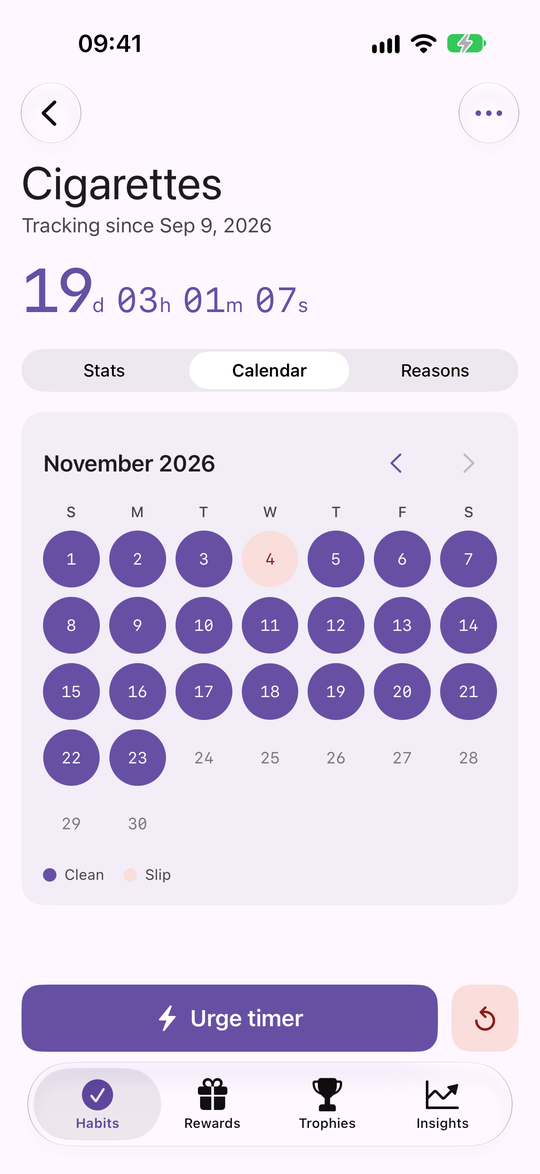 09:41
Cigarettes
Tracking since Sep 9, 2026
19d 03h 01m 07s
Stats Calendar Reasons
November 2026
S M T W T F S
1 2 3 4 5 6 7
8 9 10 11 12 13 14
15 16 17 18 19 20 21
22 23 24 25 26 27 28
29 30
Clean Slip
Urge timer
Habits Rewards Trophies Insights